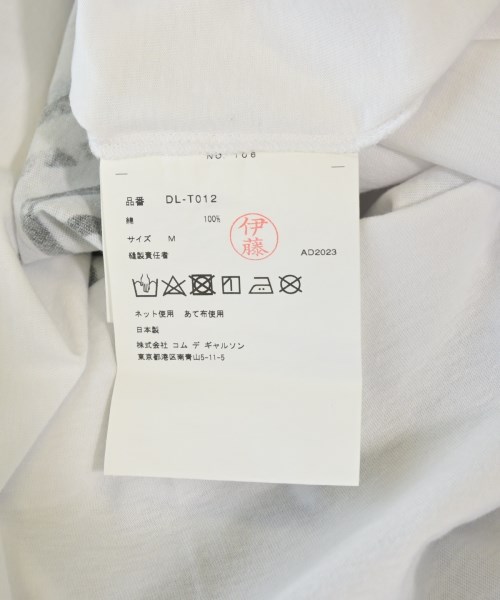 NO. 106
品番 DL-T012
綿 100%
サイズ M
縫製責任者 伊藤 AD2023
ネット使用 あて布使用
日本製
株式会社 コム デ ギャルソン
東京都港区南青山5-11-5